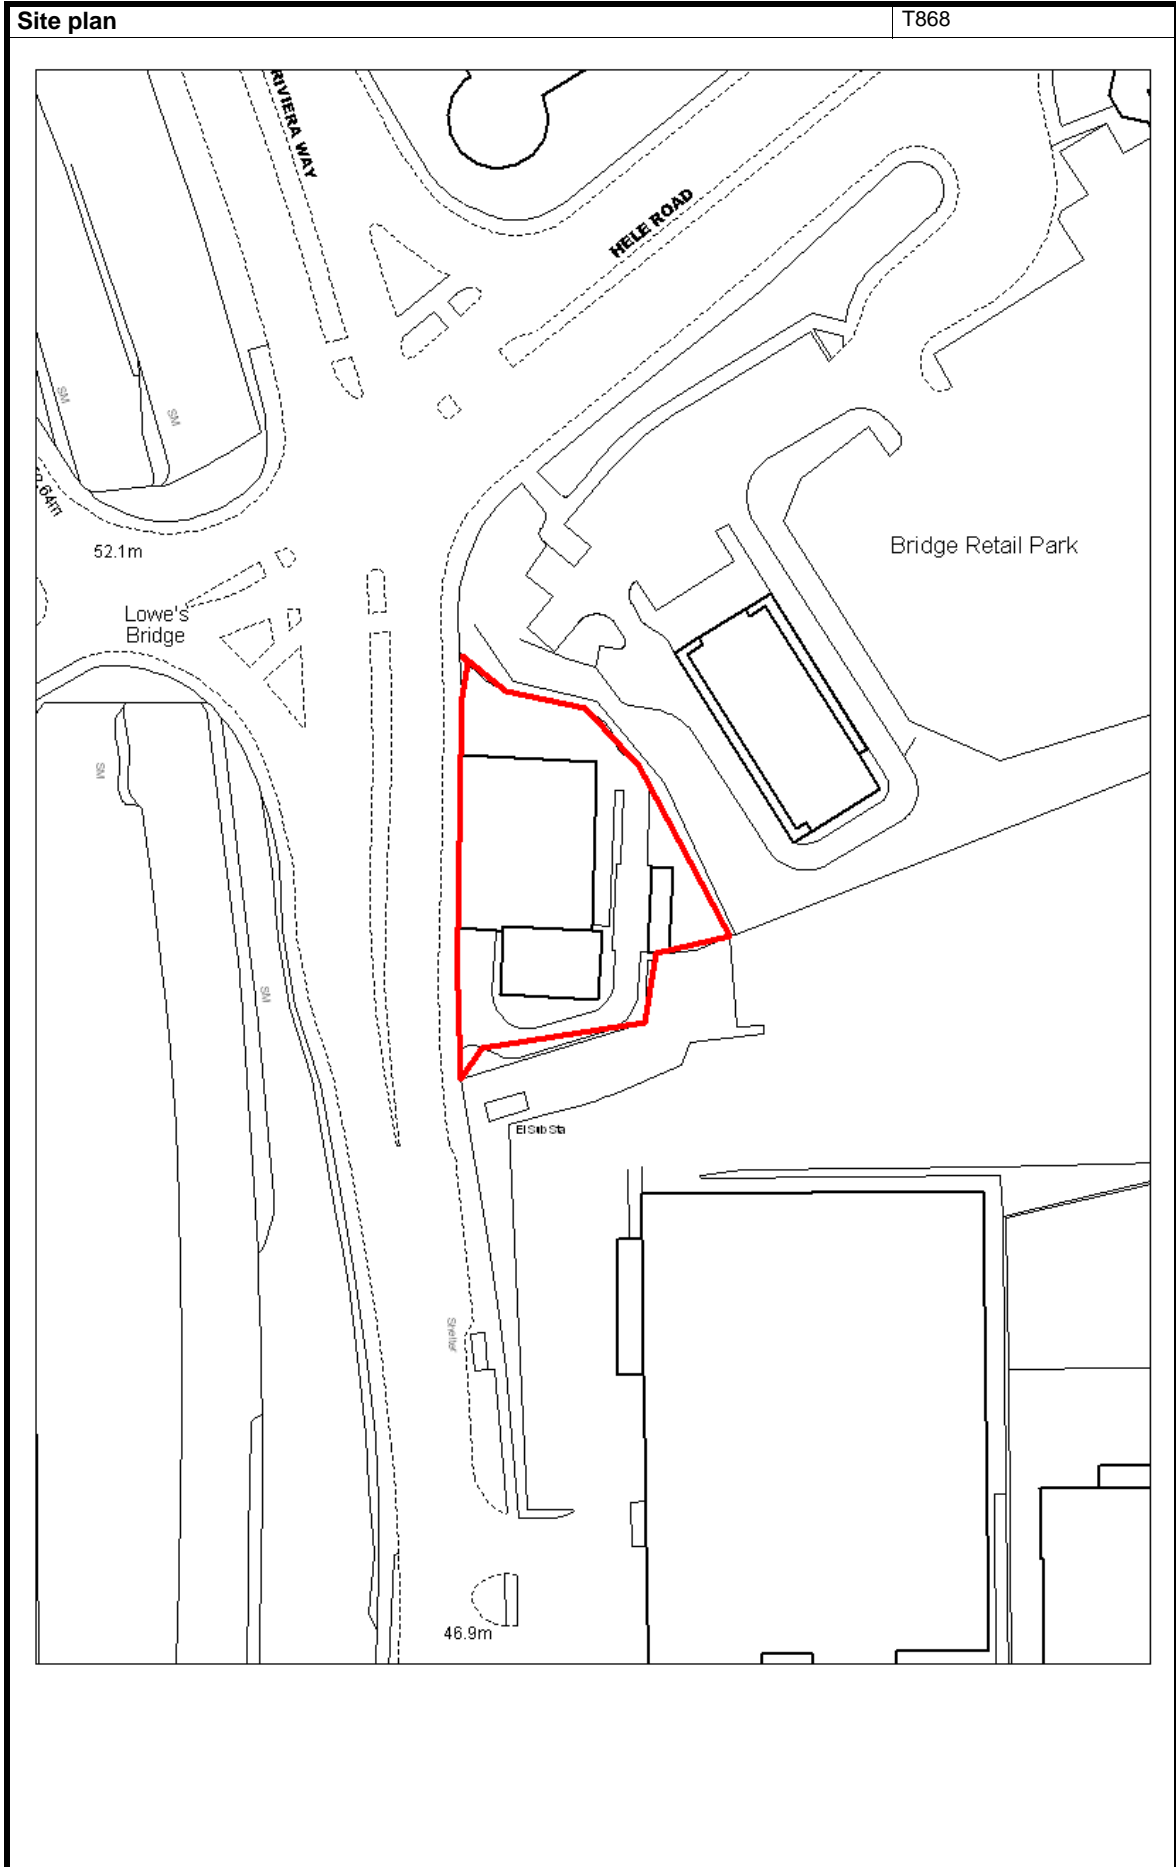 Site plan
T868
RIVIERA WAY
HELE ROAD
SM
SM
52.1m
Bridge Retail Park
Lowe's
Bridge
SM
SM
El Sub Sta
Shelter
46.9m